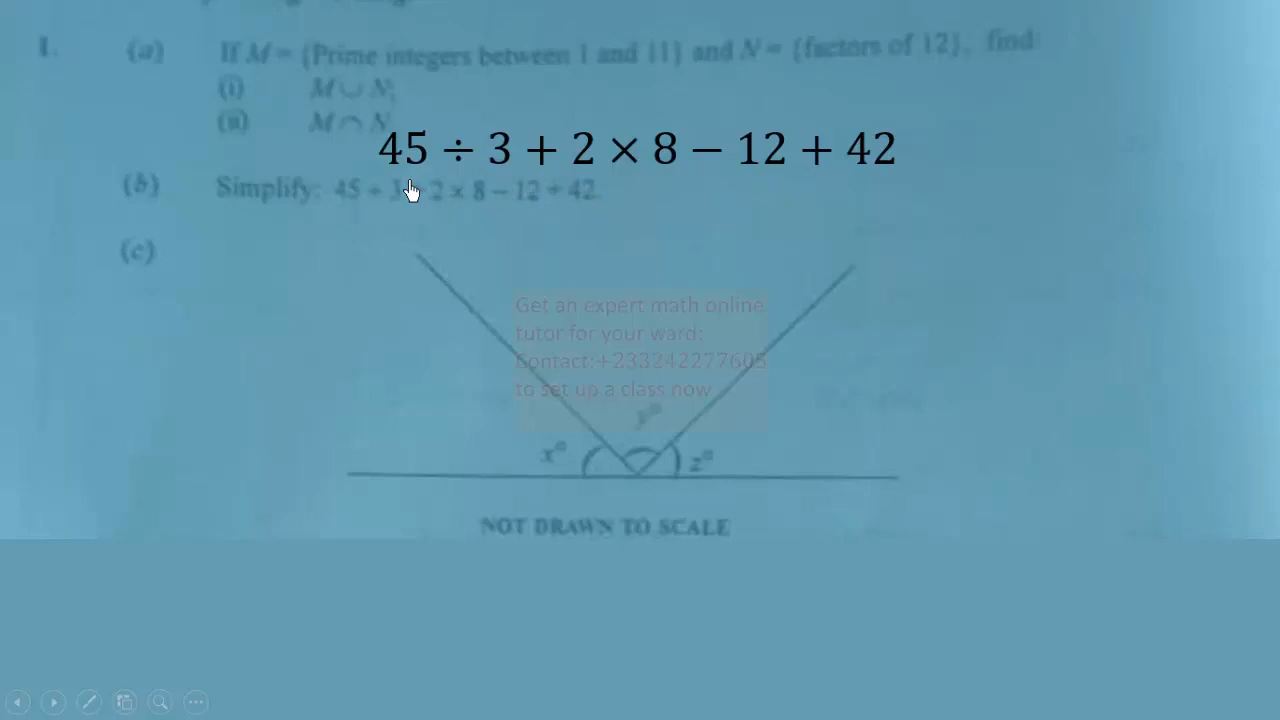 1. (a) If M = {Prime integers between 1 and 11} and N = {factors of 12}, find
(i) M ∪ N;
(ii) M ∩ N
45 ÷ 3 + 2 × 8 − 12 + 42
(b) Simplify: 45 ÷ 3 + 2 × 8 − 12 + 42.
(c)
Get an expert math online
tutor for your ward:
Contact:+233242277605
to set up a class now
y°
x° z°
NOT DRAWN TO SCALE